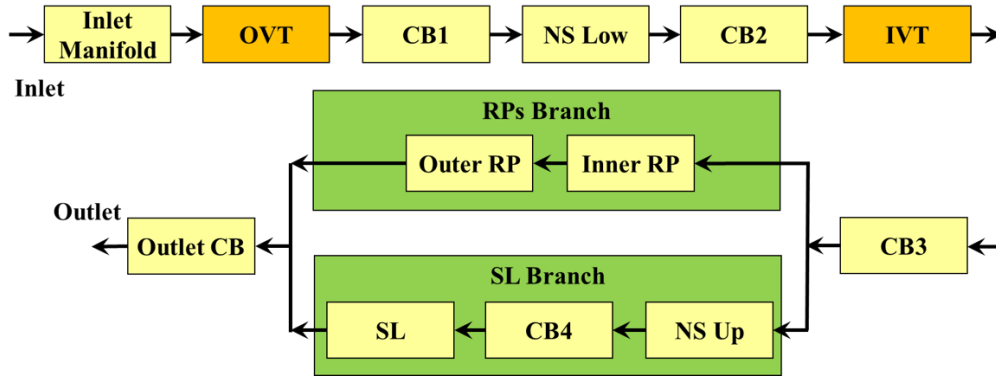 Inlet
Manifold
OVT
CB1
NS Low
CB2
IVT
Inlet
RPs Branch
Outer RP
Inner RP
Outlet
Outlet CB
CB3
SL Branch
SL
CB4
NS Up